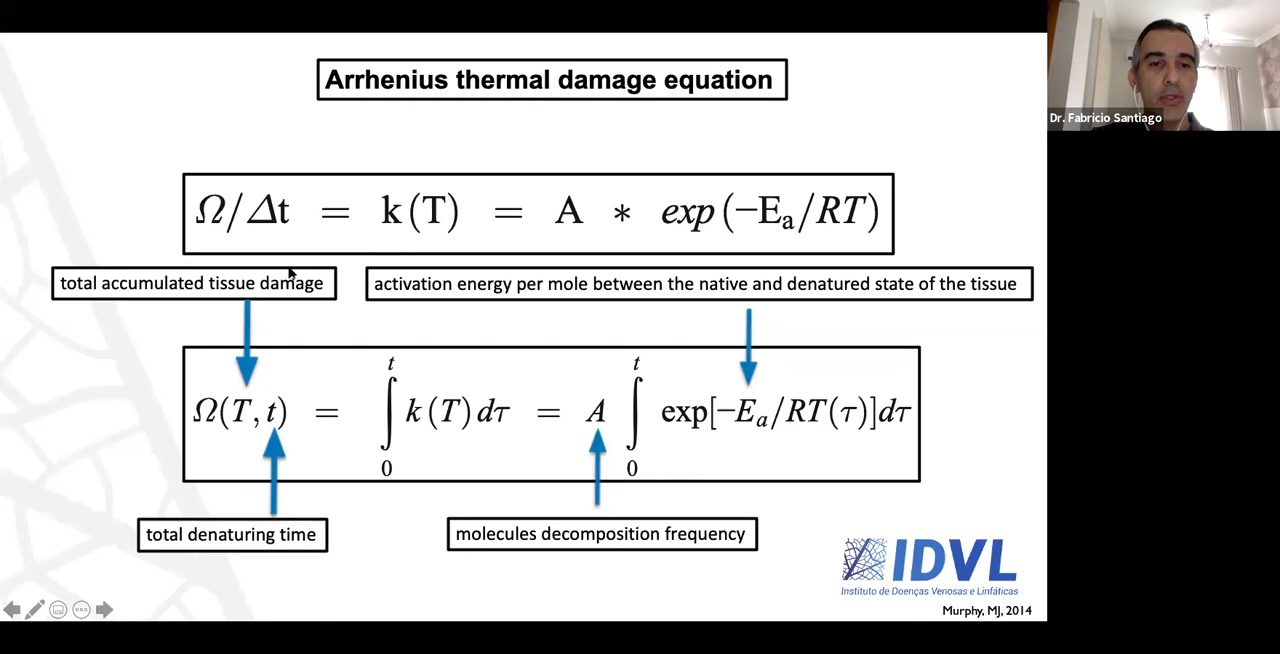 Arrhenius thermal damage equation
Dr. Fabricio Santiago
Ω/Δt = k(T) = A * exp(−Eₐ/RT)
total accumulated tissue damage
activation energy per mole between the native and denatured state of the tissue
Ω(T,t) = ∫₀ᵗ k(T)dτ = A ∫₀ᵗ exp[−Eₐ/RT(τ)]dτ
total denaturing time
molecules decomposition frequency
IDVL
Instituto de Doenças Venosas e Linfáticas
Murphy, MJ, 2014